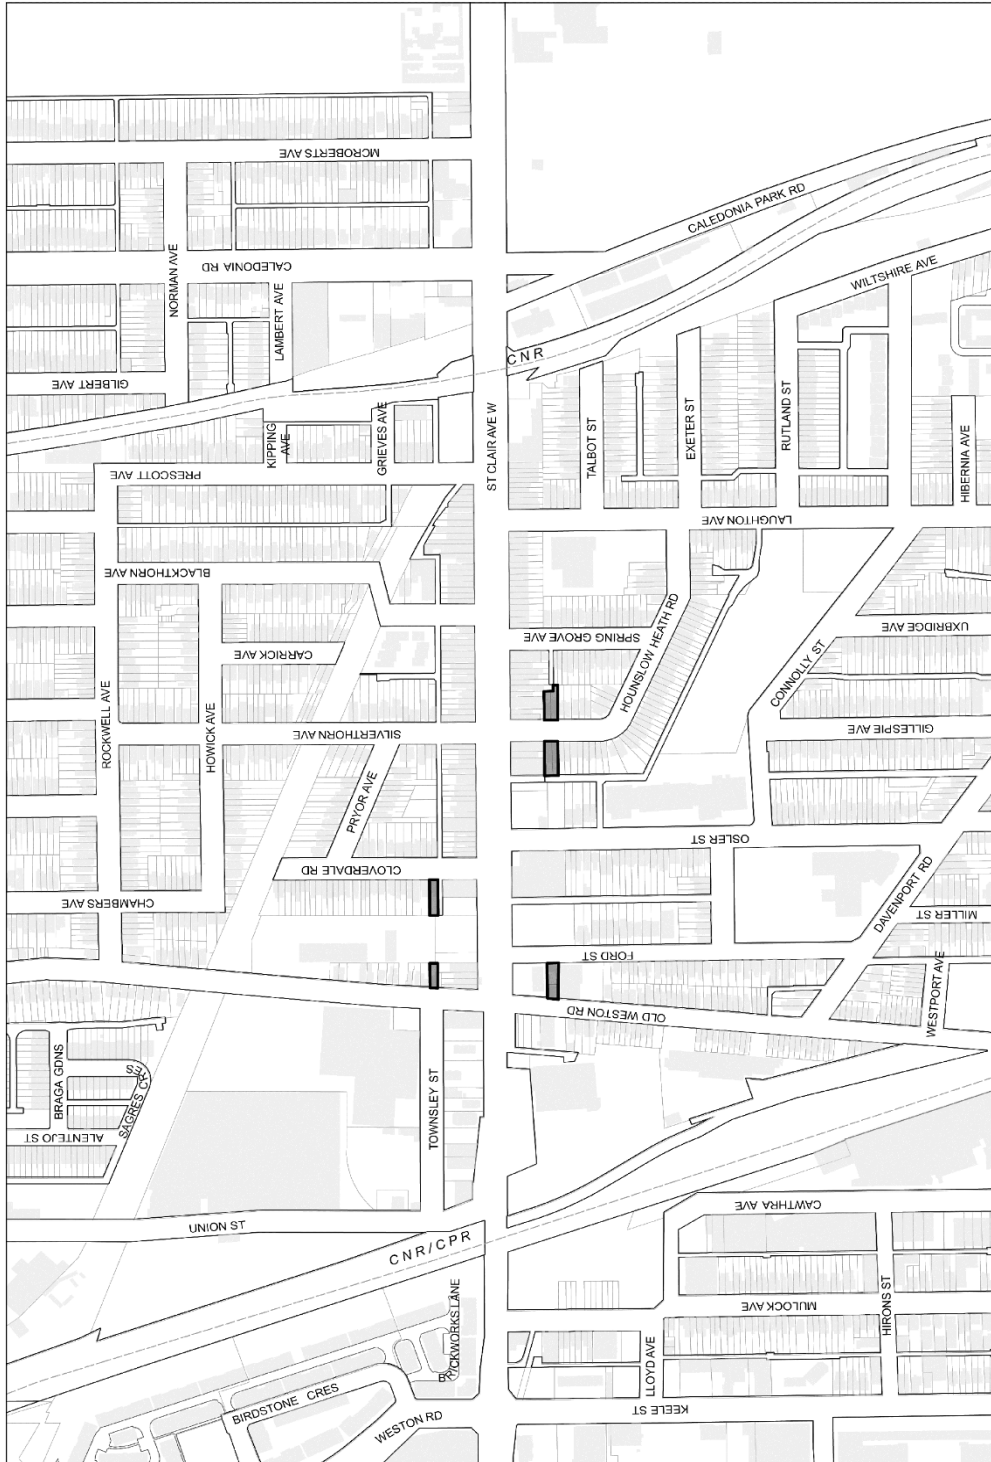 MCROBERTS AVE
CALEDONIA PARK RD
NORMAN AVE
CALEDONIA RD
WILTSHIRE AVE
LAMBERT AVE
CNR
GILBERT AVE
KIPPING
AVE
GRIEVES AVE
ST CLAIR AVE W
TALBOT ST
EXETER ST
RUTLAND ST
HIBERNIA AVE
PRESCOTT AVE
LAUGHTON AVE
BLACKTHORN AVE
SPRING GROVE AVE
HOUNSLOW HEATH RD
UXBRIDGE AVE
CARRICK AVE
CONNOLLY ST
ROCKWELL AVE
HOWICK AVE
SILVERTHORN AVE
GILLESPIE AVE
PRYOR AVE
OSLER ST
CLOVERDALE RD
DAVENPORT RD
CHAMBERS AVE
MILLER ST
FORD ST
WESTPORT AVE
OLD WESTON RD
BRAGA GDNS
SAGRES CRES
TOWNSLEY ST
ALENTEJO ST
CAWTHRA AVE
UNION ST
CNR/CPR
HIRONS ST
BRICKWORKS LANE
MULOCK AVE
LLOYD AVE
BIRDSTONE CRES
WESTON RD
KEELE ST